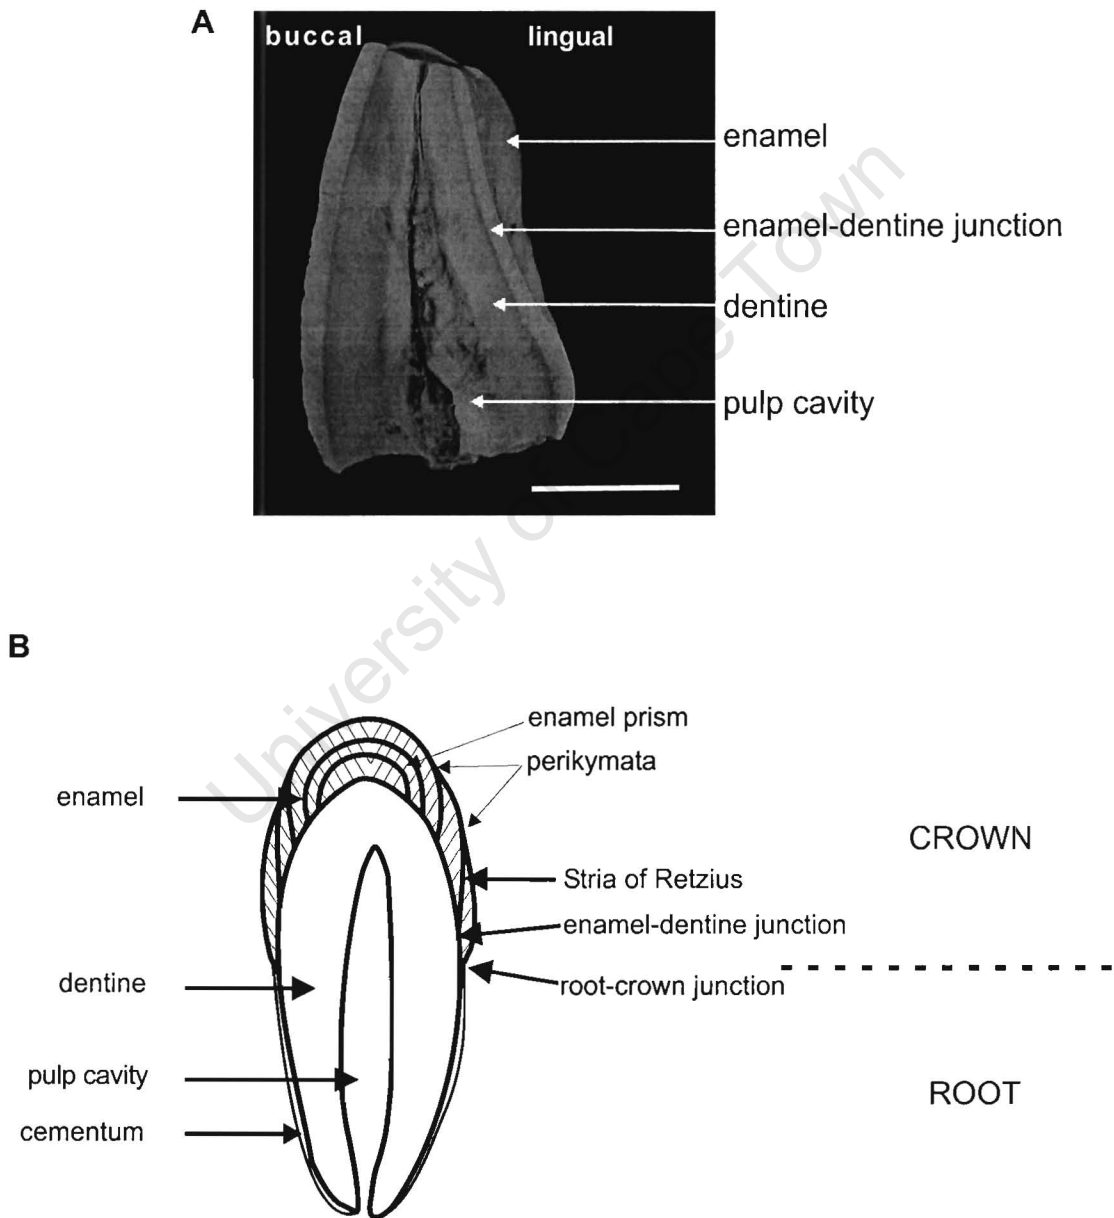 A
buccal
lingual
enamel
enamel-dentine junction
dentine
pulp cavity
University of Cape Town
B
enamel prism
perikymata
enamel
CROWN
Stria of Retzius
enamel-dentine junction
dentine
root-crown junction
pulp cavity
ROOT
cementum